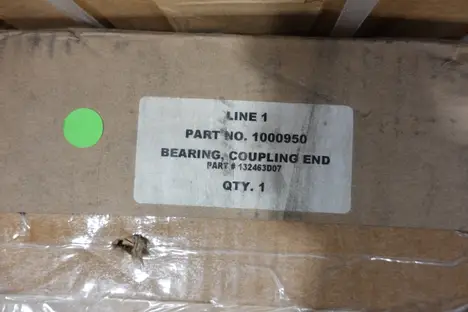 LINE 1
PART NO. 1000950
BEARING, COUPLING END
PART # 132463D07
QTY. 1